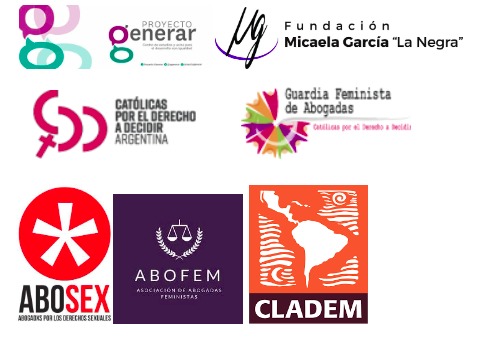 PROYECTO
generar
Fundación
Micaela García “La Negra”
CATÓLICAS
POR EL DERECHO
A DECIDIR
ARGENTINA
Guardia Feminista
de Abogadas
Católicas por el Derecho a Decidir
ABOSEX
ABOGADXS POR LOS DERECHOS SEXUALES
ABOFEM
ASOCIACIÓN DE ABOGADAS
FEMINISTAS
CLADEM